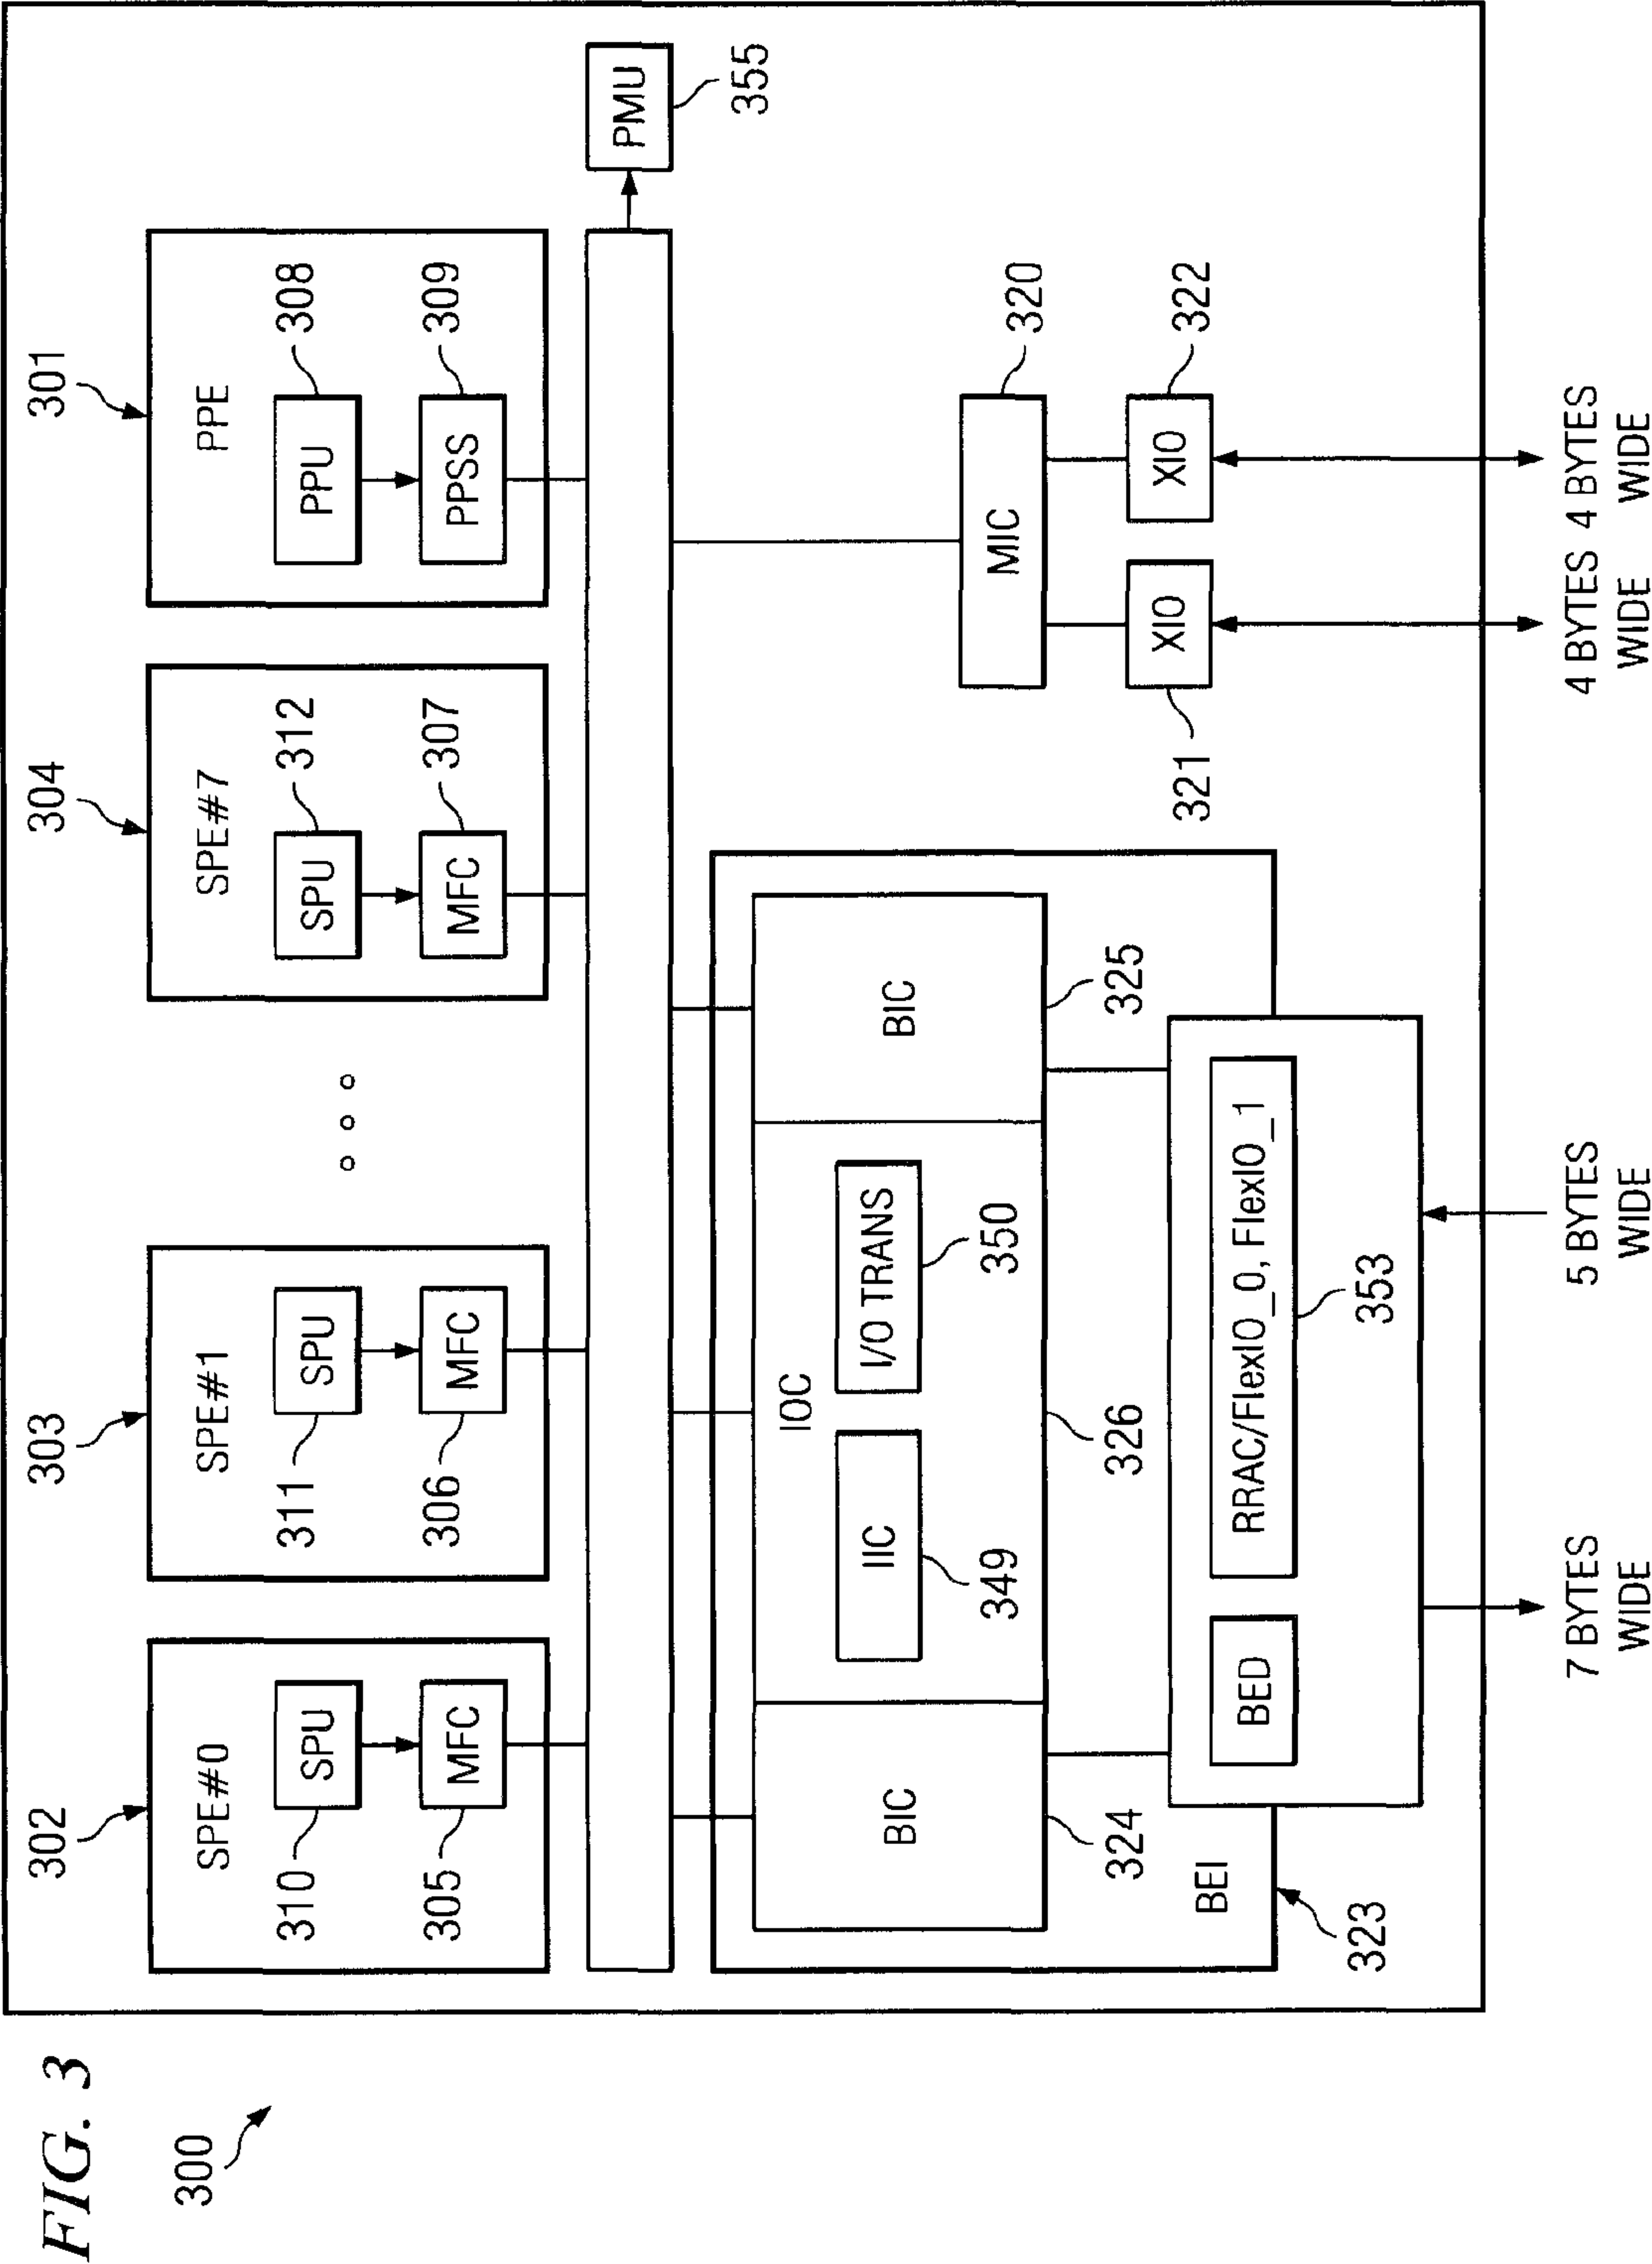 FIG. 3
300
302
303
304
301
SPE#0
SPE#1
SPE#7
PPE
310
SPU
311
SPU
SPU
312
PPU
308
305
MFC
306
MFC
MFC
307
PPSS
309
PMU
355
BIC
IOC
IIC
I/O TRANS
BIC
349
350
324
326
325
MIC
320
XIO
XIO
321
322
BEI
323
BED
RRAC/FlexIO_0, FlexIO_1
353
7 BYTES
WIDE
5 BYTES
WIDE
4 BYTES
WIDE
4 BYTES
WIDE